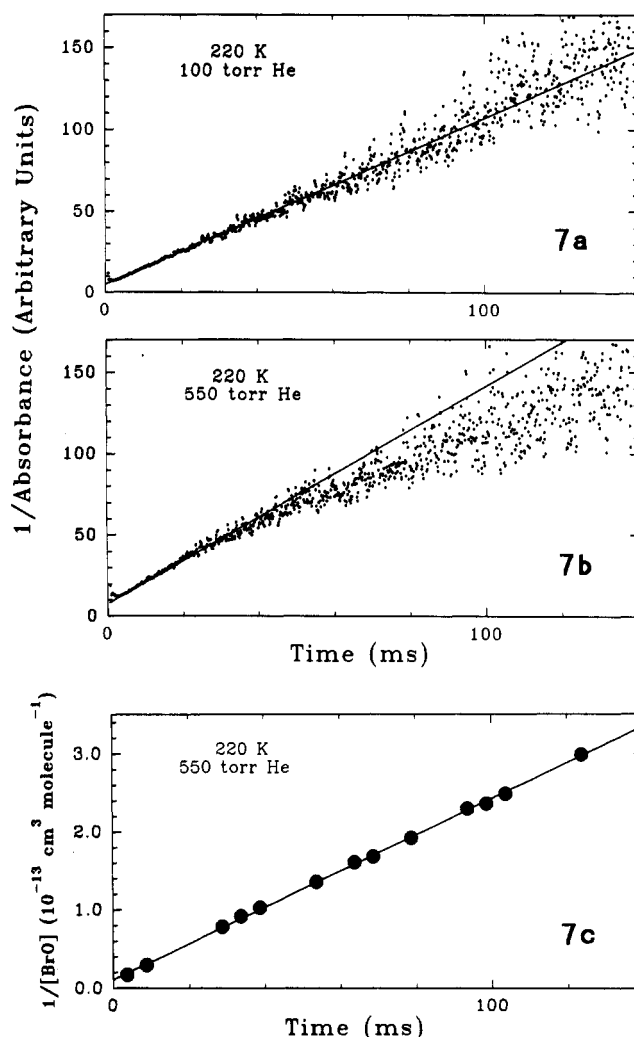 1/Absorbance (Arbitrary Units)
150
100
50
0
220 K
100 torr He
7a
0
100
150
100
50
0
220 K
550 torr He
7b
0
100
Time (ms)
1/[BrO] (10⁻¹³ cm³ molecule⁻¹)
3.0
2.0
1.0
0.0
220 K
550 torr He
7c
0
100
Time (ms)